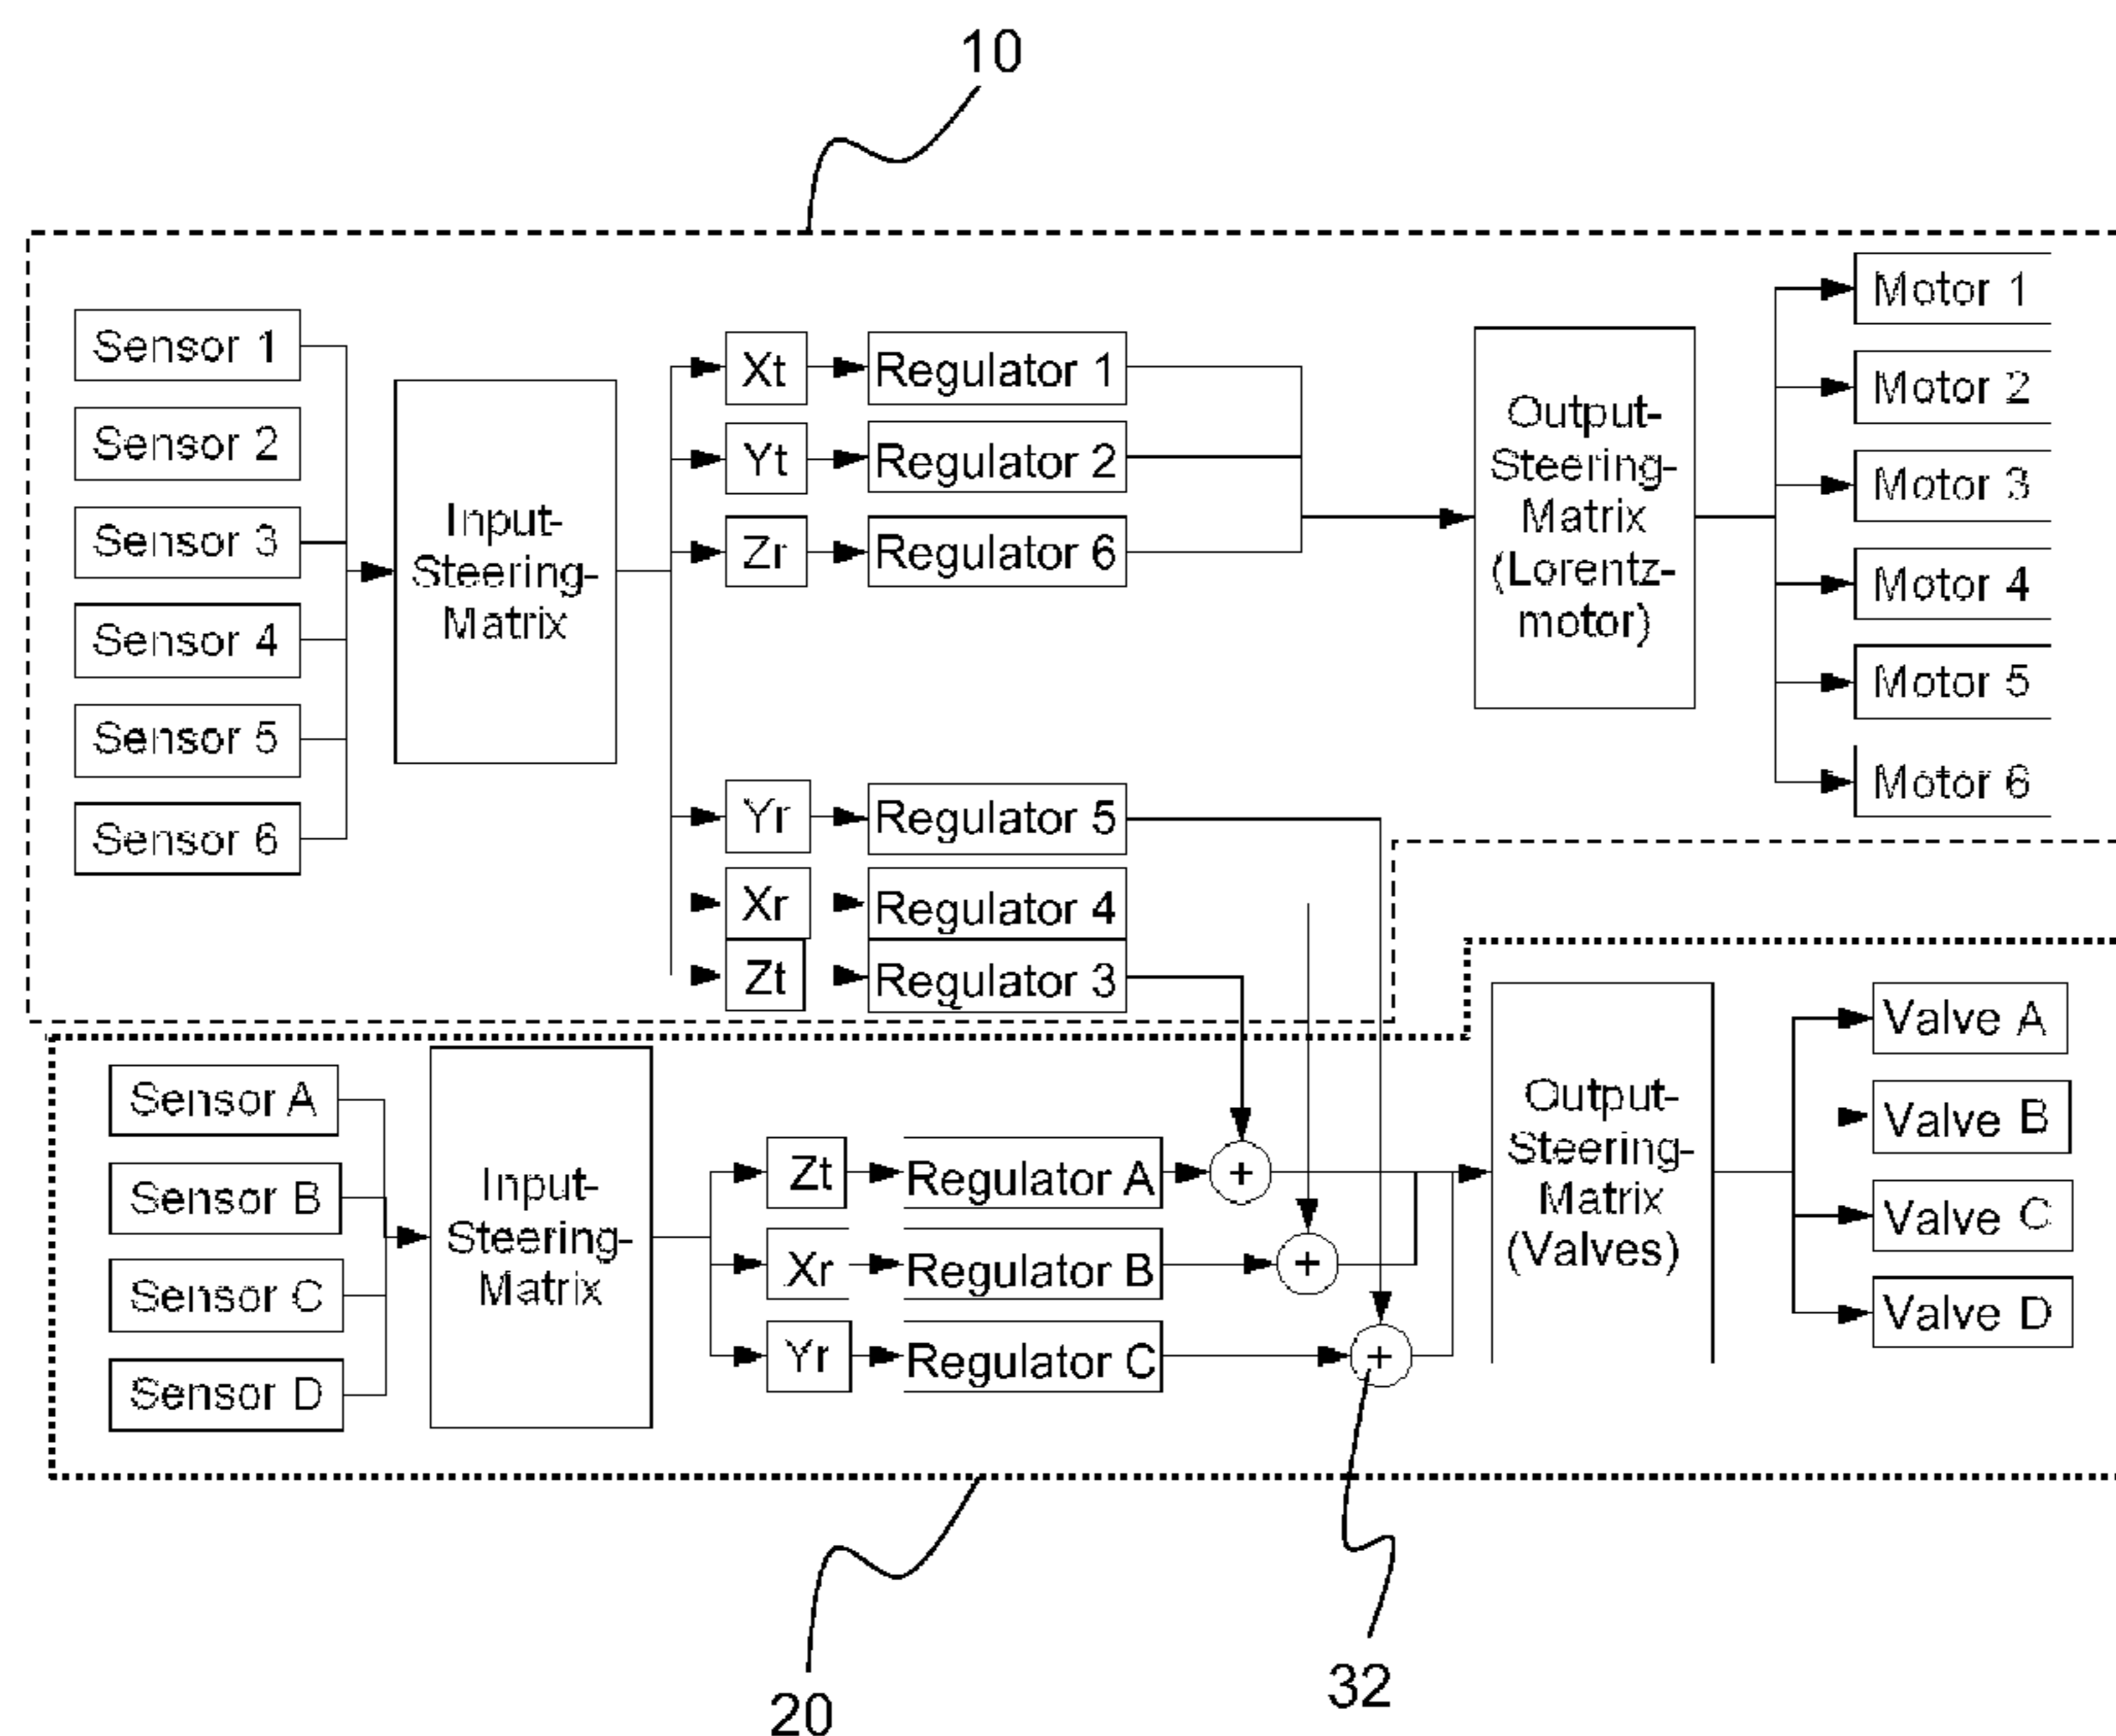 10
Sensor 1
Sensor 2
Sensor 3
Sensor 4
Sensor 5
Sensor 6
Input-
Steering-
Matrix
Xt
Regulator 1
Yt
Regulator 2
Zr
Regulator 6
Yr
Regulator 5
Xr
Regulator 4
Zt
Regulator 3
Output-
Steering-
Matrix
(Lorentz-
motor)
Motor 1
Motor 2
Motor 3
Motor 4
Motor 5
Motor 6
Sensor A
Sensor B
Sensor C
Sensor D
Input-
Steering-
Matrix
Zt
Regulator A
+
Xr
Regulator B
+
Yr
Regulator C
+
Output-
Steering-
Matrix
(Valves)
Valve A
Valve B
Valve C
Valve D
20
32